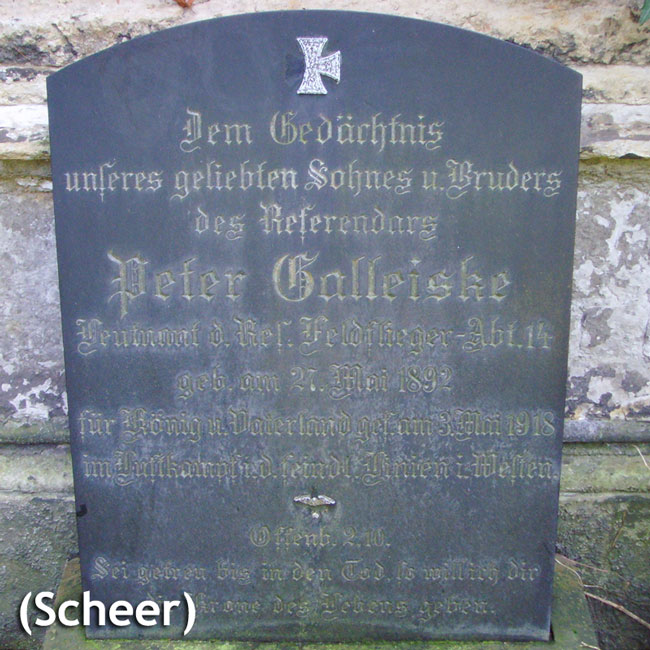 Dem Gedächtnis
unseres geliebten Sohnes u. Bruders
des Referendars
Peter Galleiske
Leutnant d. Res. Feldflieger-Abt. 14
geb. am 27. Mai 1892
für König u. Vaterland gef. am 3. Mai 1918
im Luftkampf i. d. feindl. Linien i. Westen.
Offenb. 2.10.
Sei getreu bis in den Tod, so will ich dir
die Krone des Lebens geben.
(Scheer)